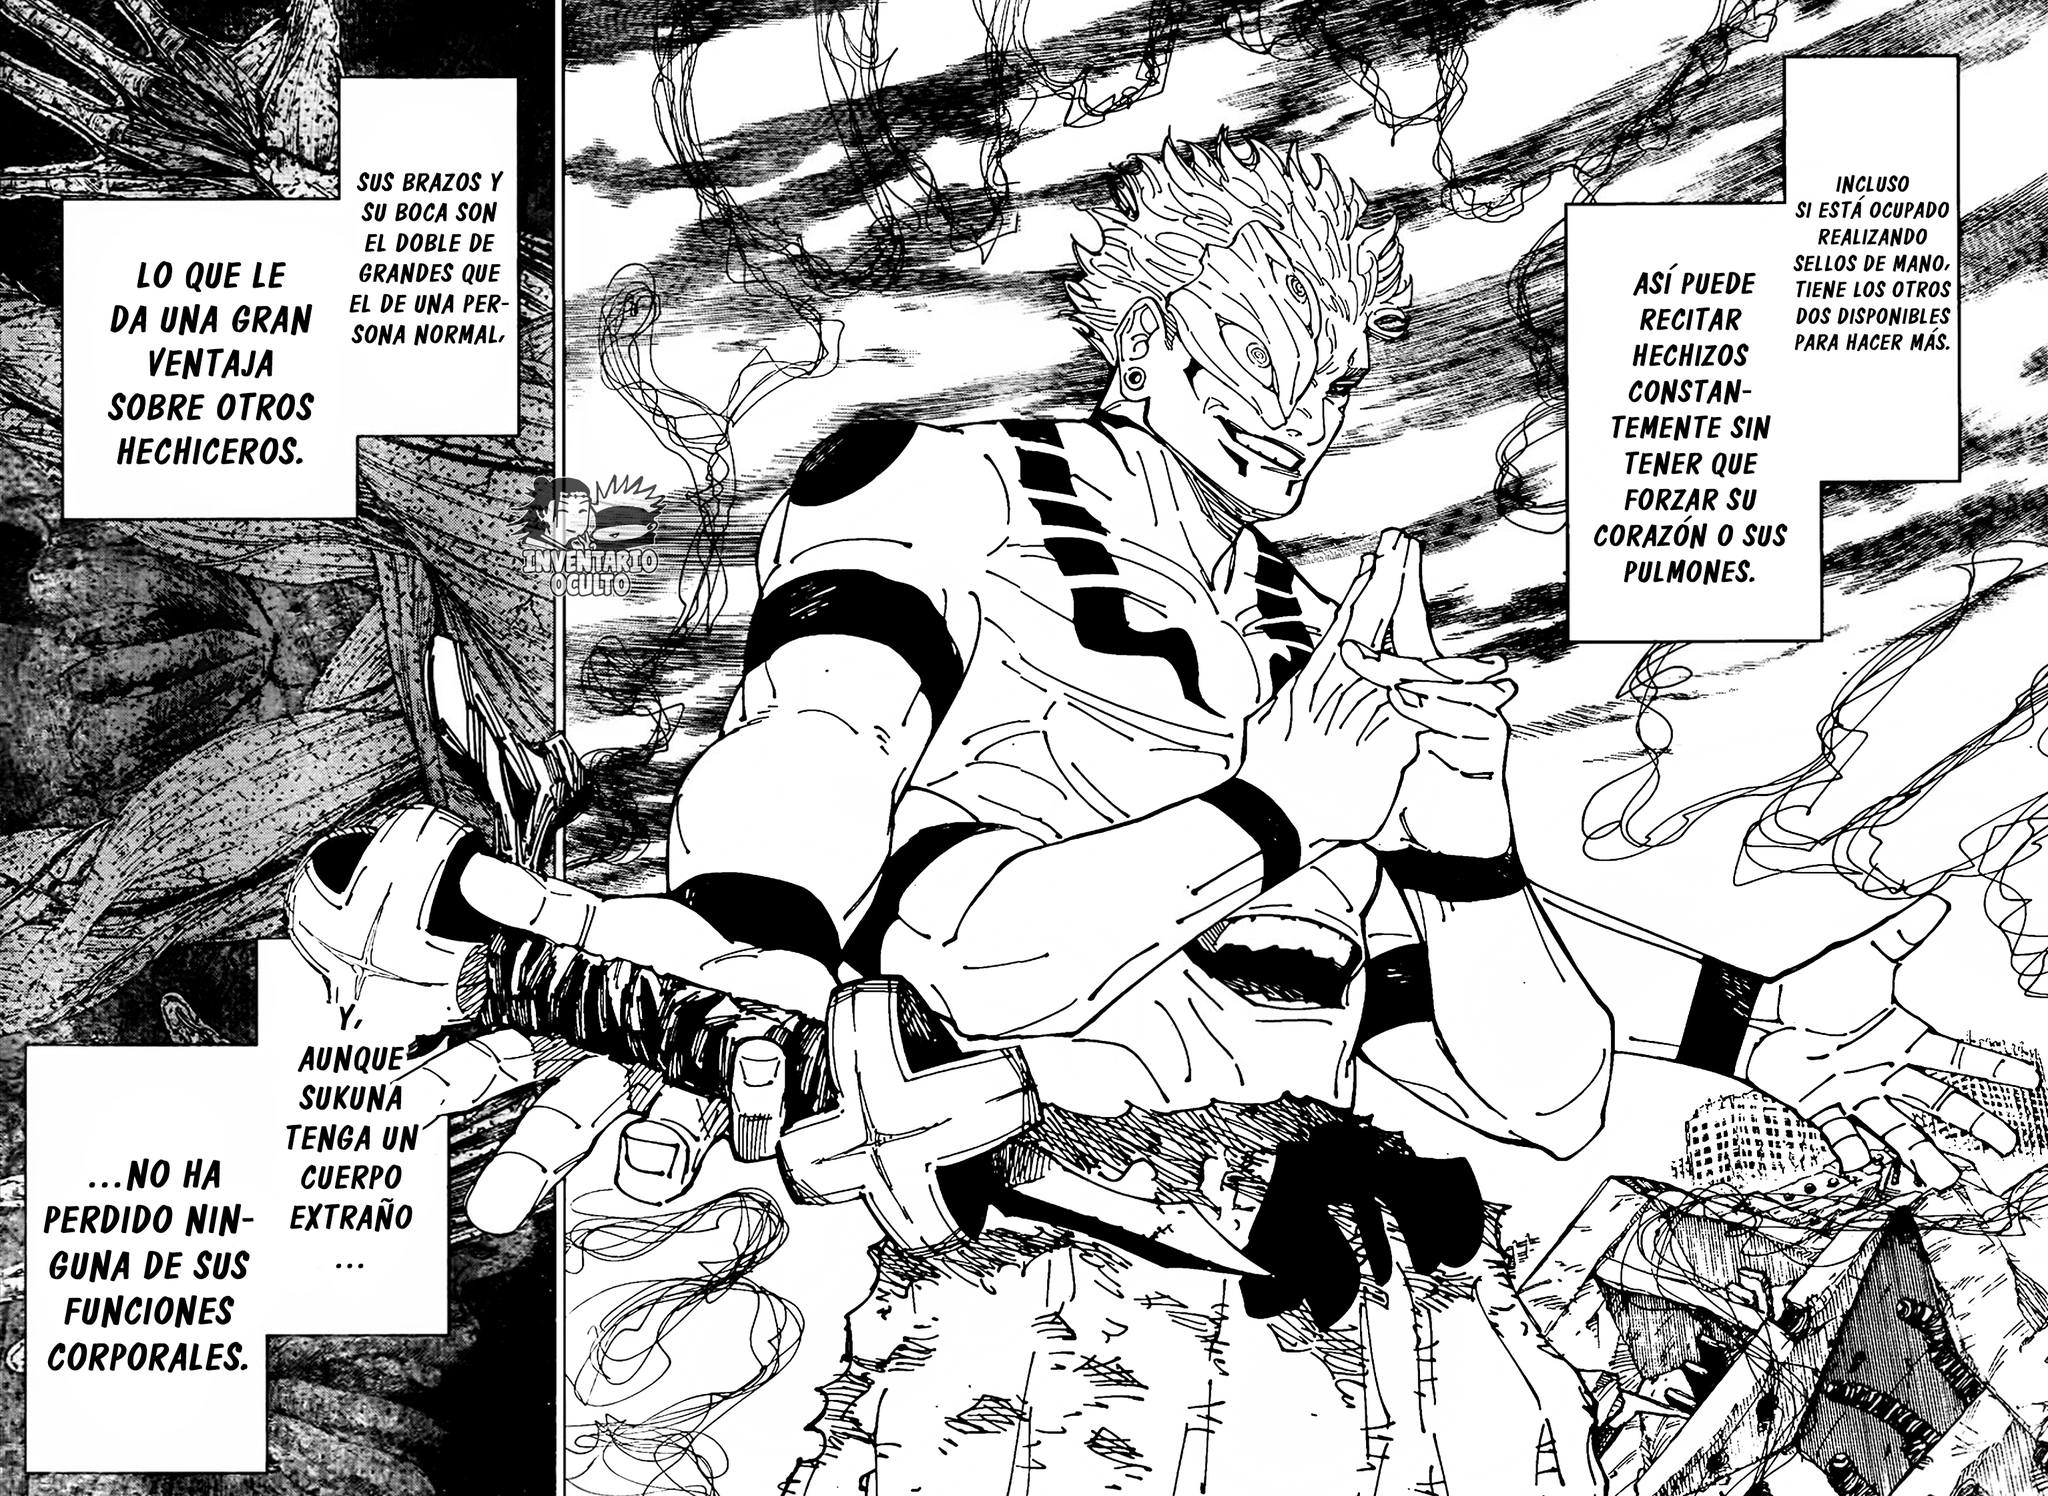 INCLUSO
SI ESTÁ OCUPADO
REALIZANDO
SELLOS DE MANO,
TIENE LOS OTROS
DOS DISPONIBLES
PARA HACER MÁS.
ASÍ PUEDE
RECITAR
HECHIZOS
CONSTAN-
TEMENTE SIN
TENER QUE
FORZAR SU
CORAZÓN O SUS
PULMONES.
SUS BRAZOS Y
SU BOCA SON
EL DOBLE DE
GRANDES QUE
EL DE UNA PER-
SONA NORMAL,
LO QUE LE
DA UNA GRAN
VENTAJA
SOBRE OTROS
HECHICEROS.
INVENTARIO
OCULTO
Y,
AUNQUE
SUKUNA
TENGA UN
CUERPO
EXTRAÑO
...
...NO HA
PERDIDO NIN-
GUNA DE SUS
FUNCIONES
CORPORALES.